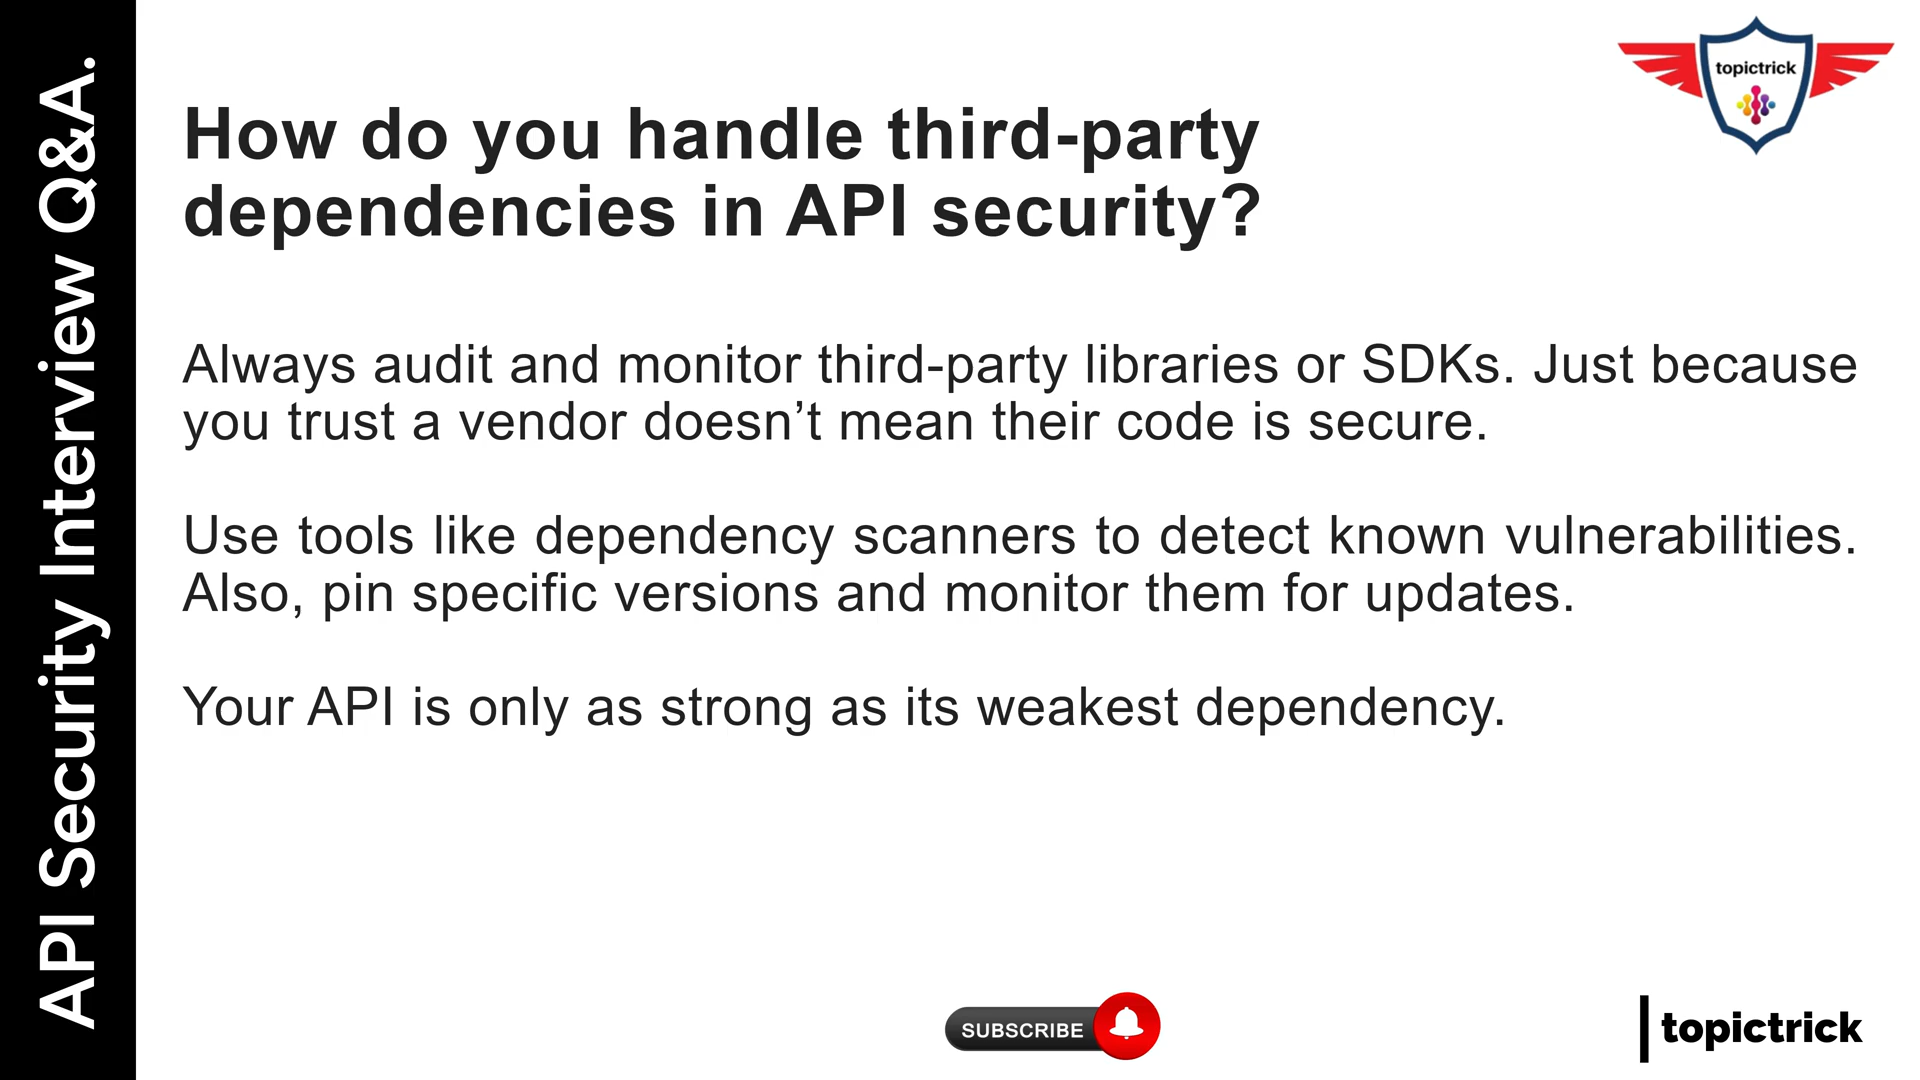 API Security Interview Q&A.
topictrick
How do you handle third-party
dependencies in API security?
Always audit and monitor third-party libraries or SDKs. Just because
you trust a vendor doesn’t mean their code is secure.
Use tools like dependency scanners to detect known vulnerabilities.
Also, pin specific versions and monitor them for updates.
Your API is only as strong as its weakest dependency.
SUBSCRIBE
topictrick